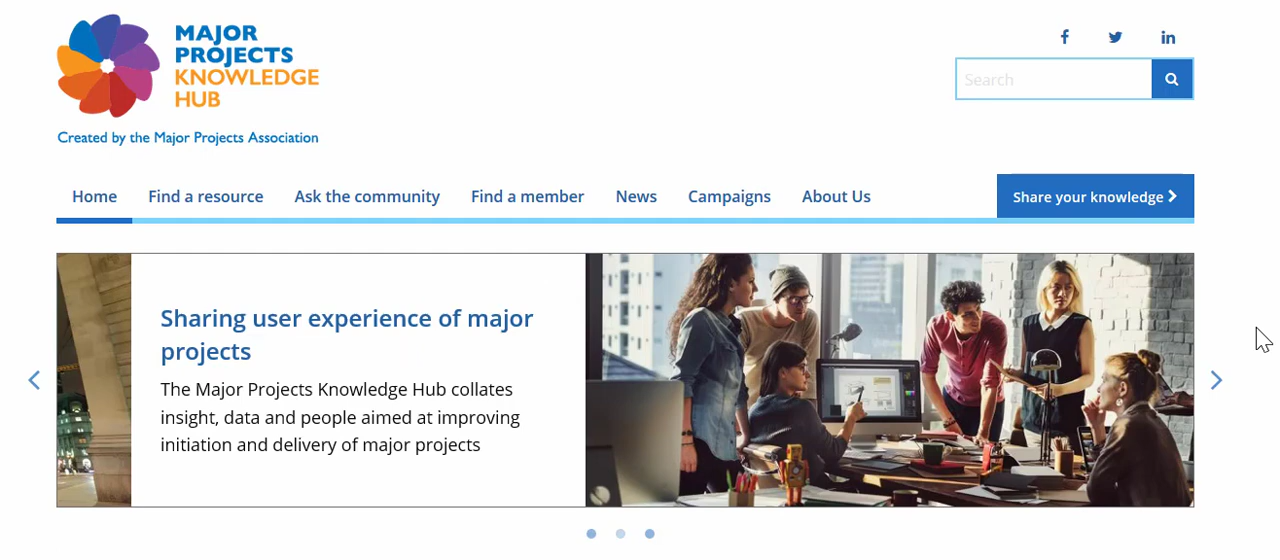 MAJOR
PROJECTS
KNOWLEDGE
HUB
Created by the Major Projects Association
Search
Home Find a resource Ask the community Find a member News Campaigns About Us Share your knowledge
Sharing user experience of major
projects
The Major Projects Knowledge Hub collates
insight, data and people aimed at improving
initiation and delivery of major projects